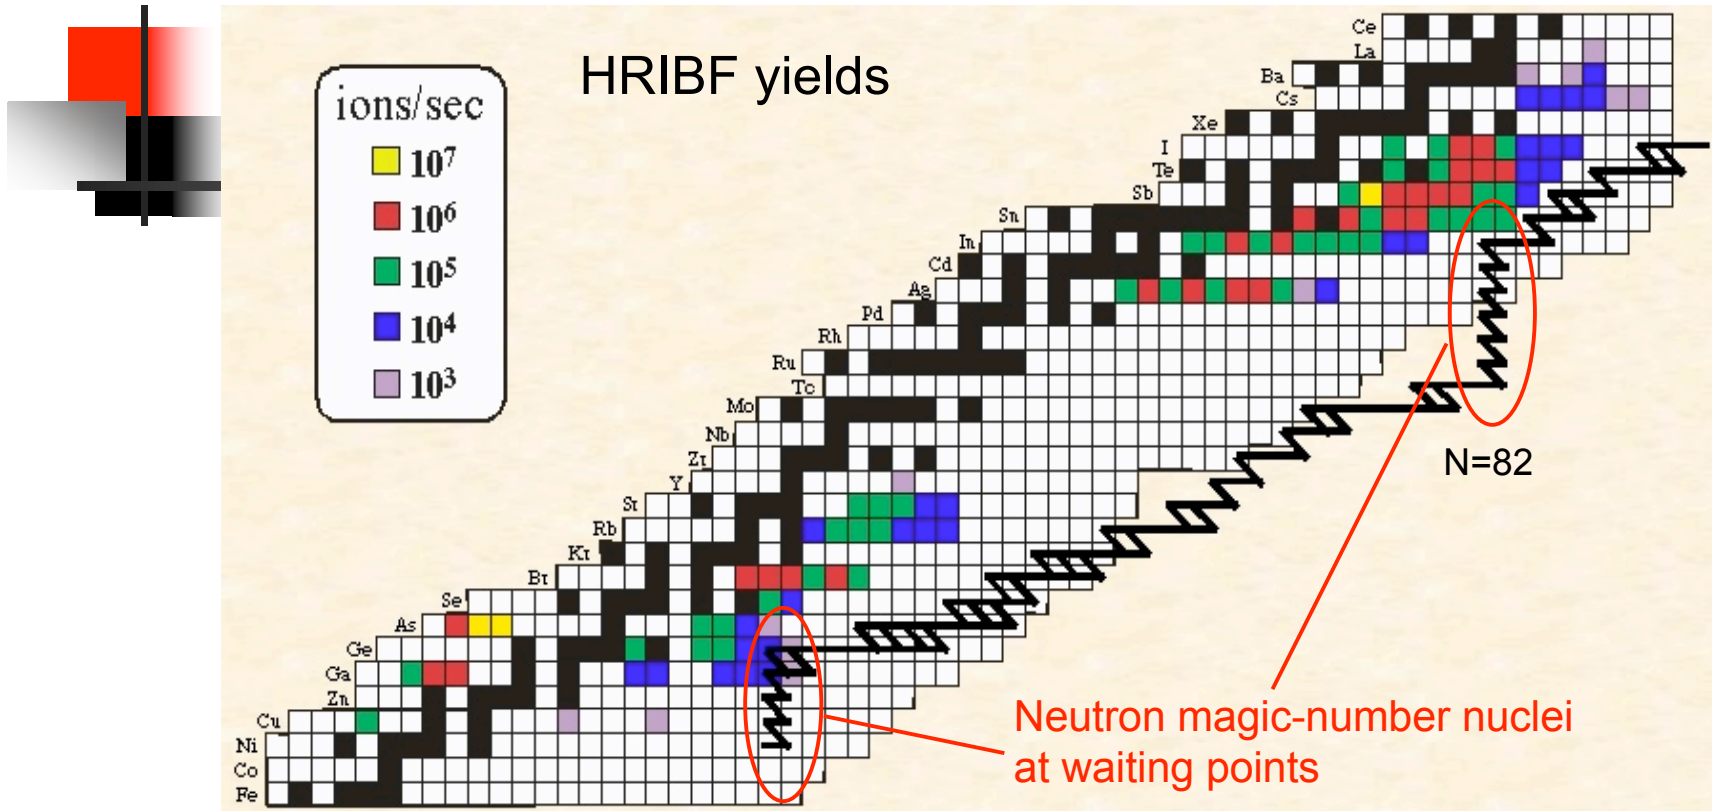 HRIBF yields
ions/sec
10⁷
10⁶
10⁵
10⁴
10³
Ce
La
Ba
Cs
Xe
I
Te
Sb
Sn
In
Cd
Ag
Pd
Rh
Ru
Tc
Mo
Nb
Zr
Y
Sr
Rb
Kr
Br
Se
As
Ge
Ga
Zn
Cu
Ni
Co
Fe
N=82
Neutron magic-number nuclei
at waiting points